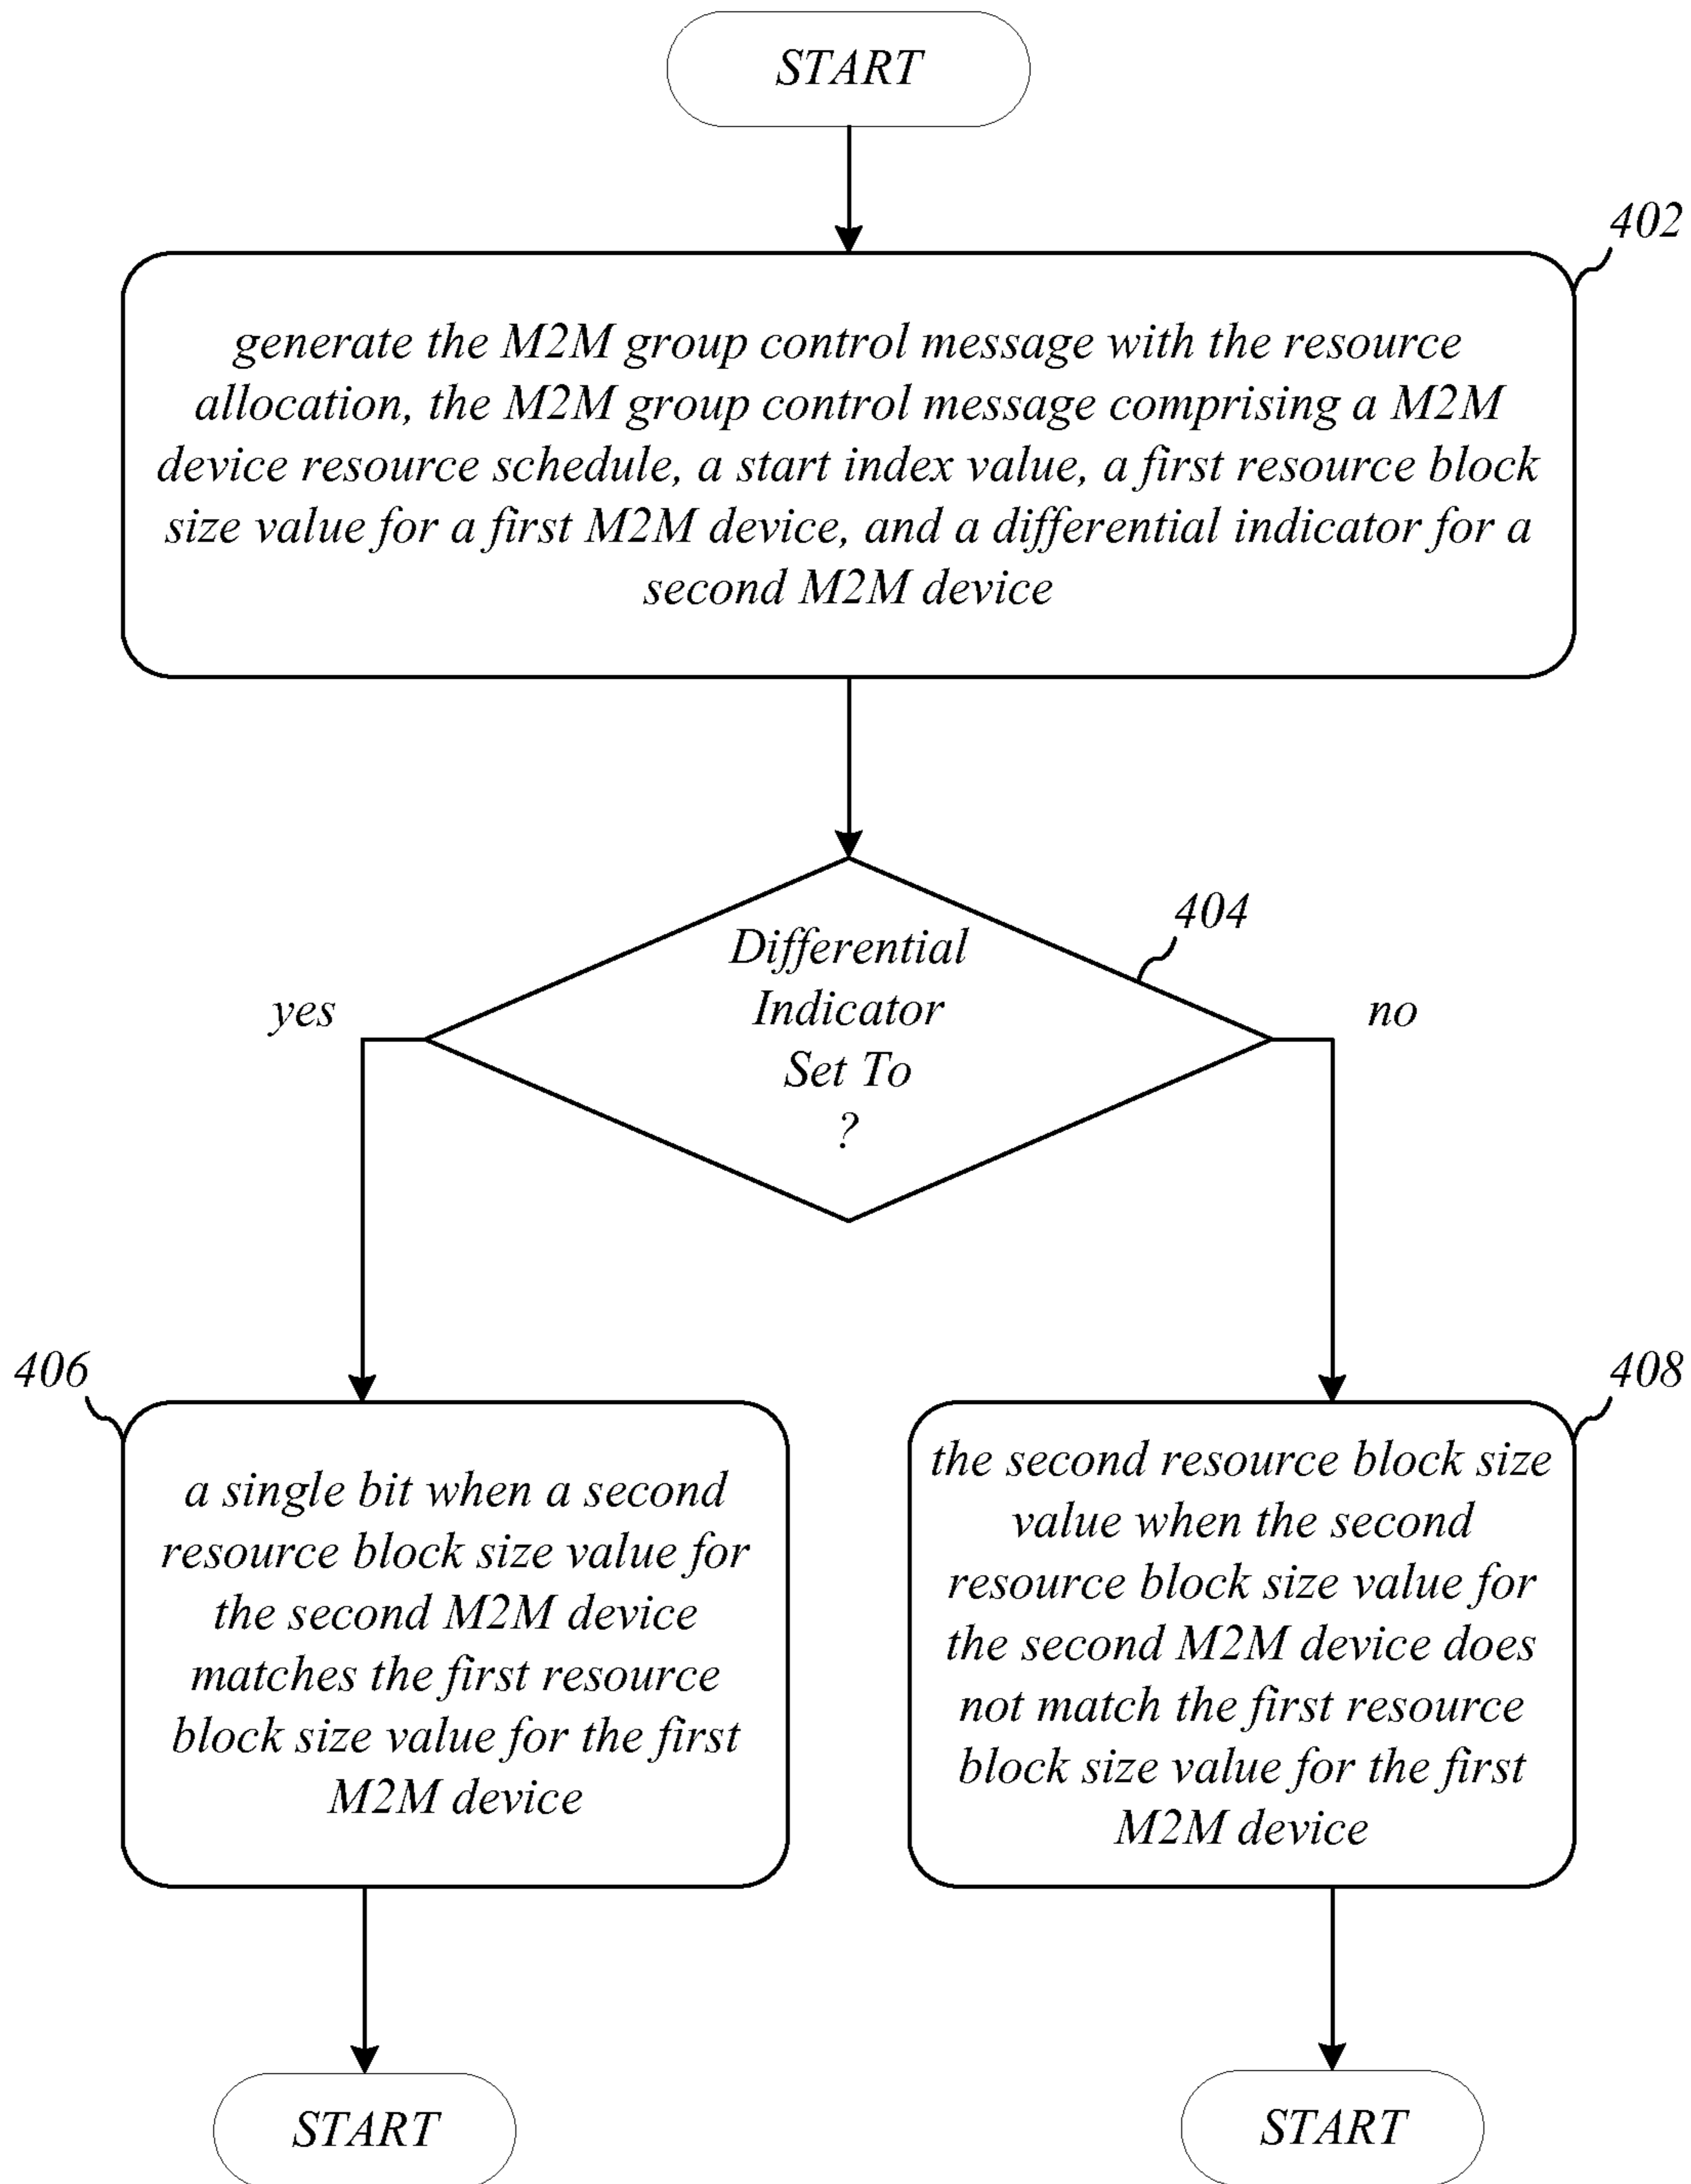 START
402
generate the M2M group control message with the resource
allocation, the M2M group control message comprising a M2M
device resource schedule, a start index value, a first resource block
size value for a first M2M device, and a differential indicator for a
second M2M device
404
Differential
Indicator
Set To
?
yes
no
406
a single bit when a second
resource block size value for
the second M2M device
matches the first resource
block size value for the first
M2M device
408
the second resource block size
value when the second
resource block size value for
the second M2M device does
not match the first resource
block size value for the first
M2M device
START
START